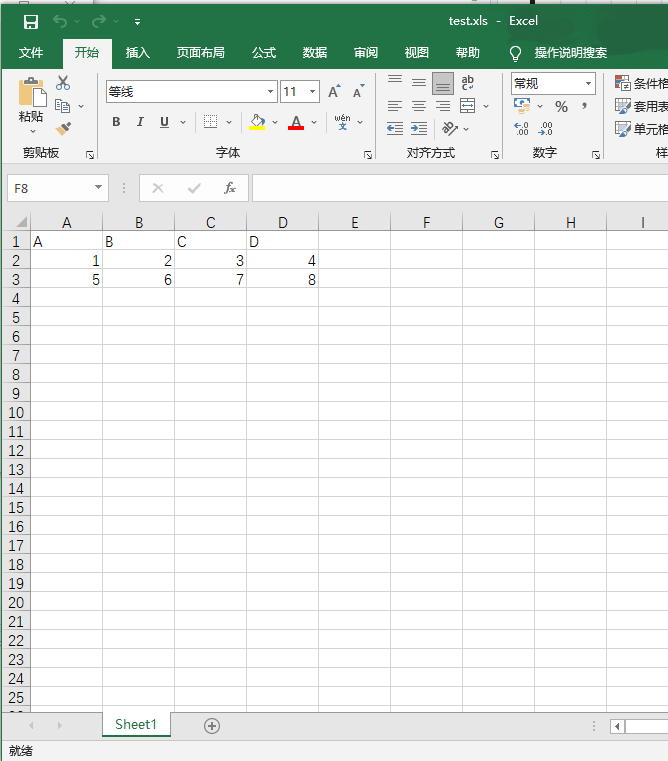 test.xls - Excel
文件 开始 插入 页面布局 公式 数据 审阅 视图 帮助 操作说明搜索
等线 11 ab 常规 条件格
粘贴 套用表
B I U A wén 文 % 单元格
剪贴板 字体 对齐方式 数字 样
F8 fx
A B C D E F G H I
1 A B C D
2 1 2 3 4
3 5 6 7 8
4
5
6
7
8
9
10
11
12
13
14
15
16
17
18
19
20
21
22
23
24
25
Sheet1
就绪